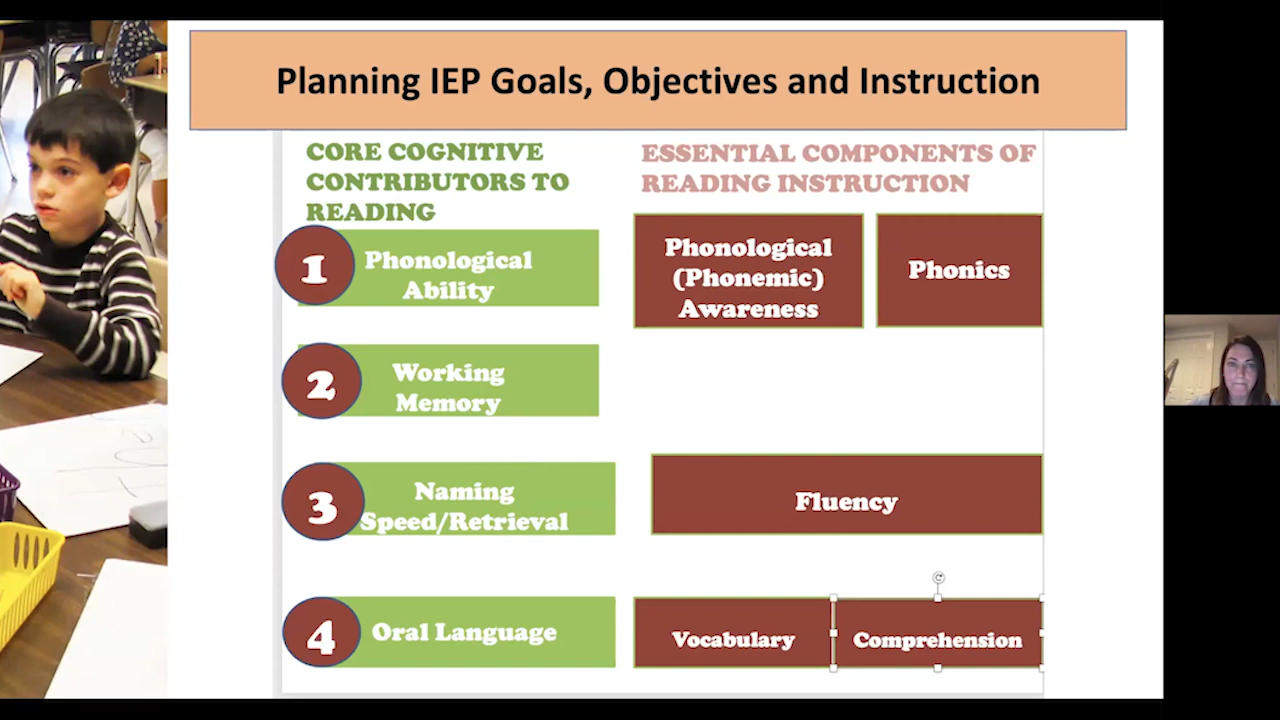 Planning IEP Goals, Objectives and Instruction
CORE COGNITIVE
CONTRIBUTORS TO
READING
ESSENTIAL COMPONENTS OF
READING INSTRUCTION
1
Phonological
Ability
Phonological
(Phonemic)
Awareness
Phonics
2
Working
Memory
3
Naming
Speed/Retrieval
Fluency
4
Oral Language
Vocabulary
Comprehension